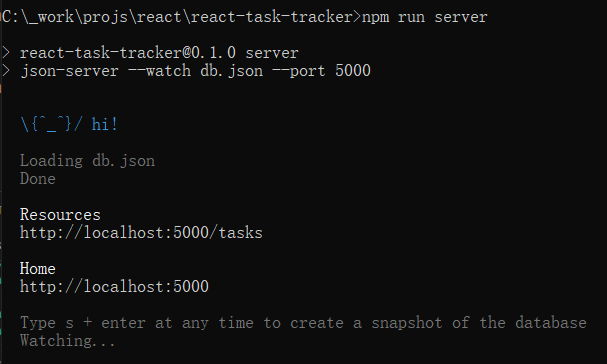 C:\_work\projs\react\react-task-tracker>npm run server
> react-task-tracker@0.1.0 server
> json-server --watch db.json --port 5000
\{^_^}/ hi!
Loading db.json
Done
Resources
http://localhost:5000/tasks
Home
http://localhost:5000
Type s + enter at any time to create a snapshot of the database
Watching...